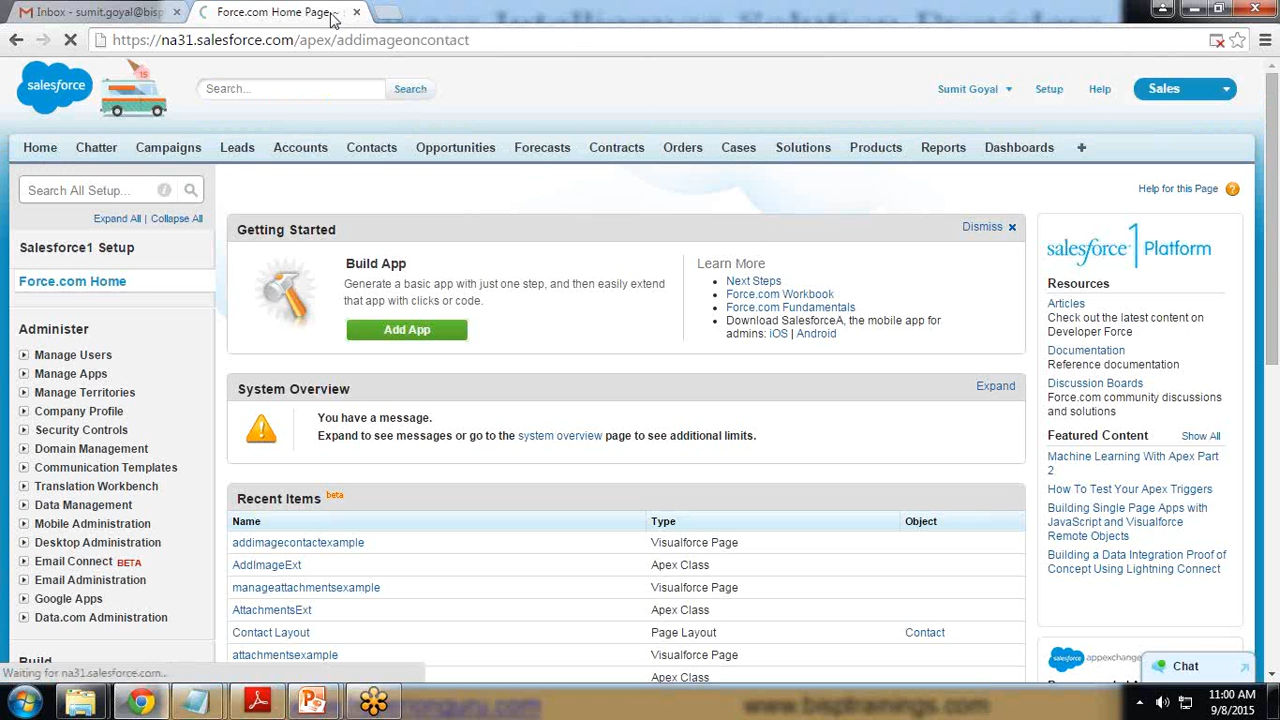 Inbox - sumit.goyal@bisp
Force.com Home Page
https://na31.salesforce.com/apex/addimageoncontact
salesforce
15
Search...
Search
Sumit Goyal
Setup
Help
Sales
Home
Chatter
Campaigns
Leads
Accounts
Contacts
Opportunities
Forecasts
Contracts
Orders
Cases
Solutions
Products
Reports
Dashboards
+
Search All Setup...
Expand All | Collapse All
Salesforce1 Setup
Force.com Home
Administer
Manage Users
Manage Apps
Manage Territories
Company Profile
Security Controls
Domain Management
Communication Templates
Translation Workbench
Data Management
Mobile Administration
Desktop Administration
Email Connect BETA
Email Administration
Google Apps
Data.com Administration
Build
Help for this Page
Getting Started
Dismiss
Build App
Generate a basic app with just one step, and then easily extend
that app with clicks or code.
Add App
Learn More
Next Steps
Force.com Workbook
Force.com Fundamentals
Download SalesforceA, the mobile app for
admins: iOS | Android
System Overview
Expand
You have a message.
Expand to see messages or go to the system overview page to see additional limits.
Recent Items beta
Name Type Object
addimagecontactexample Visualforce Page
AddImageExt Apex Class
manageattachmentsexample Visualforce Page
AttachmentsExt Apex Class
Contact Layout Page Layout Contact
attachmentsexample Visualforce Page
Apex Class
salesforce1 Platform
Resources
Articles
Check out the latest content on
Developer Force
Documentation
Reference documentation
Discussion Boards
Force.com community discussions
and solutions
Featured Content
Show All
Machine Learning With Apex Part
2
How To Test Your Apex Triggers
Building Single Page Apps with
JavaScript and Visualforce
Remote Objects
Building a Data Integration Proof of
Concept Using Lightning Connect
salesforce
appexchange
Chat
Waiting for na31.salesforce.com...
www.bisptrainings.com
11:00 AM
9/8/2015